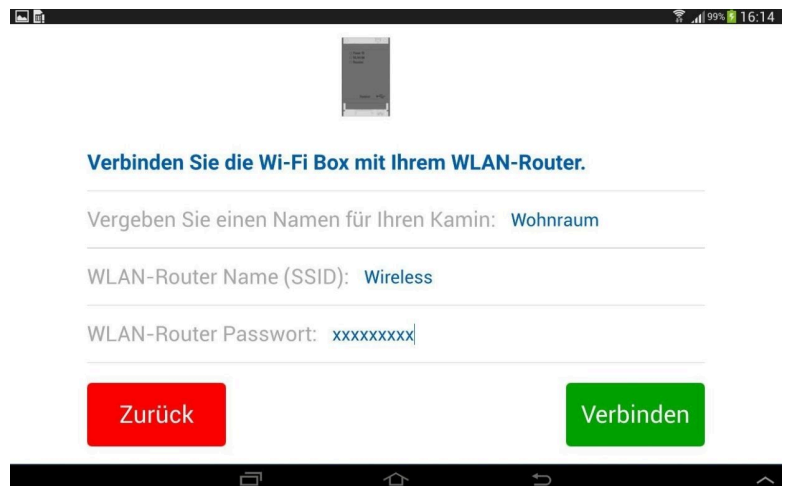 99% 16:14
Verbinden Sie die Wi-Fi Box mit Ihrem WLAN-Router.
Vergeben Sie einen Namen für Ihren Kamin: Wohnraum
WLAN-Router Name (SSID): Wireless
WLAN-Router Passwort: xxxxxxxxx
Zurück
Verbinden